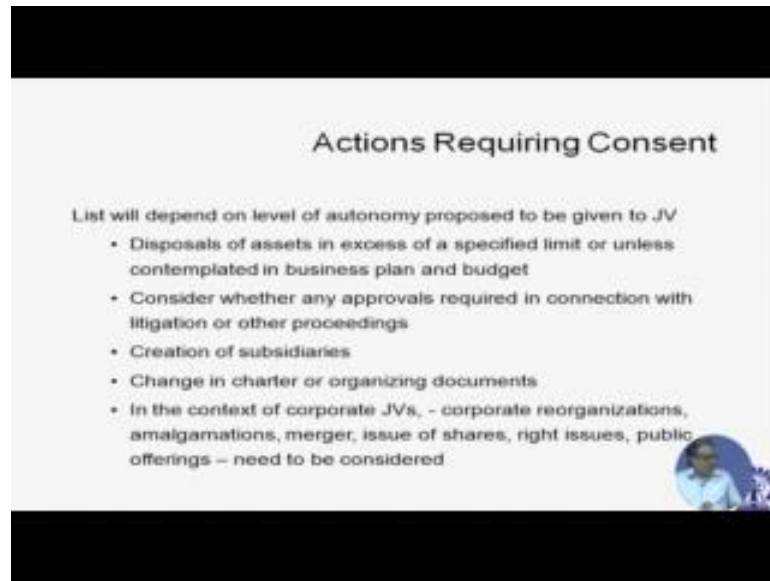 Actions Requiring Consent
List will depend on level of autonomy proposed to be given to JV
• Disposals of assets in excess of a specified limit or unless
contemplated in business plan and budget
• Consider whether any approvals required in connection with
litigation or other proceedings
• Creation of subsidiaries
• Change in charter or organizing documents
• In the context of corporate JVs, - corporate reorganizations,
amalgamations, merger, issue of shares, right issues, public
offerings – need to be considered